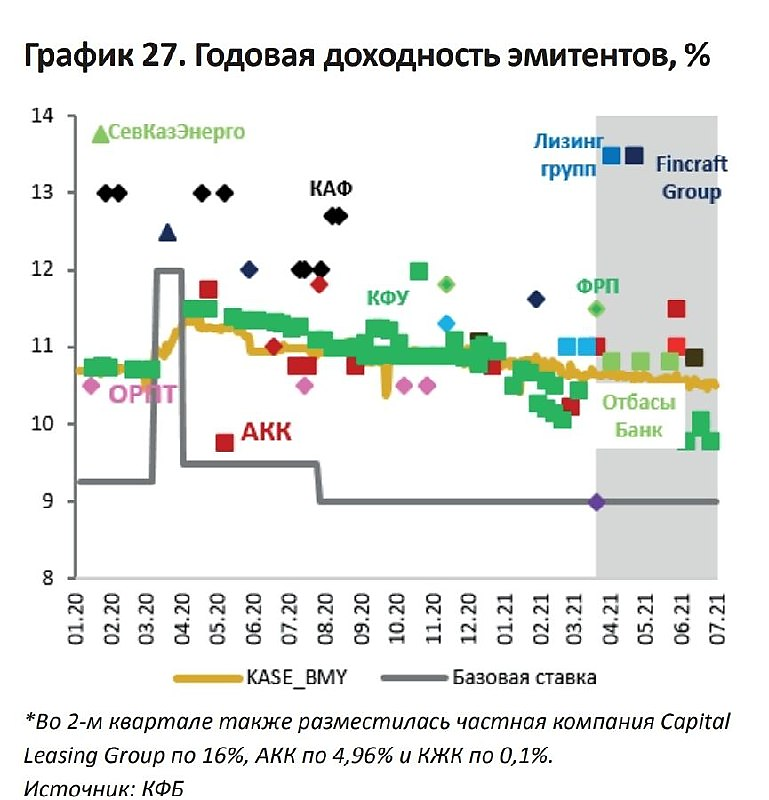 График 27. Годовая доходность эмитентов, %
14
13
12
11
10
9
8
СевКазЭнерго
КАФ
Лизинг
групп
Fincraft
Group
КФУ
ФРП
ОРПТ
АКК
Отбасы
Банк
01.20 02.20 03.20 04.20 05.20 06.20 07.20 08.20 09.20 10.20 11.20 12.20 01.21 02.21 03.21 04.21 05.21 06.21 07.21
KASE_BMY Базовая ставка
*Во 2-м квартале также разместилась частная компания Capital
Leasing Group по 16%, АКК по 4,96% и КЖК по 0,1%.
Источник: КФБ